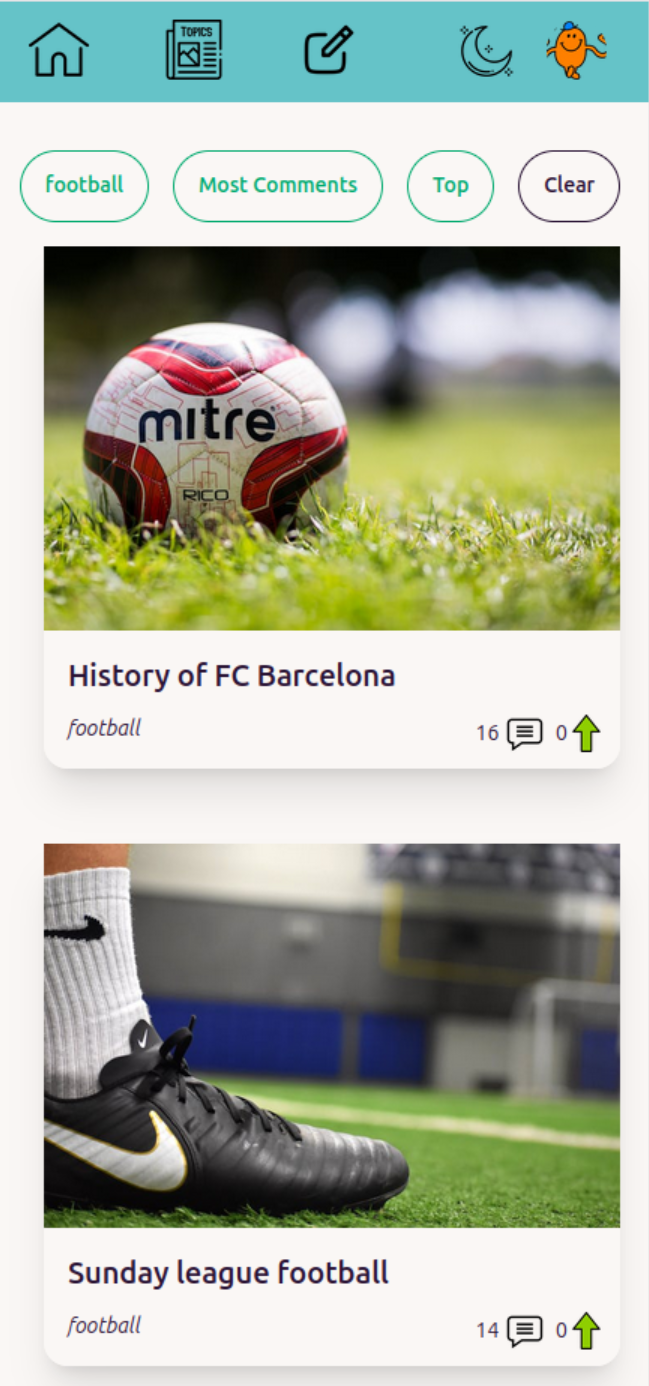 TOPICS
football Most Comments Top Clear
mitre
RICO
History of FC Barcelona
football 16 0
Sunday league football
football 14 0